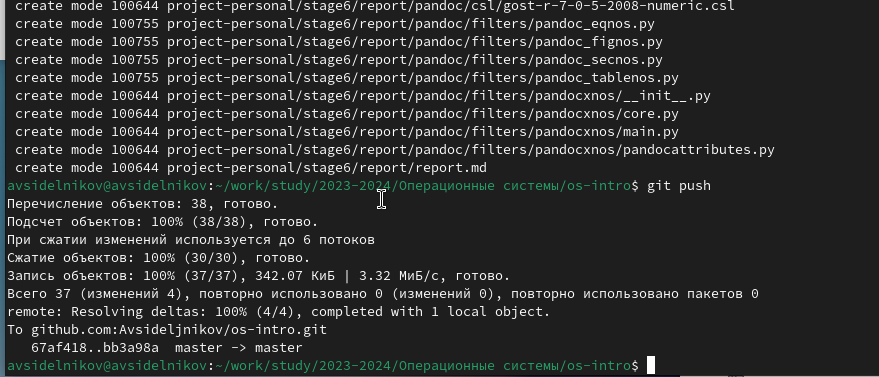 create mode 100644 project-personal/stage6/report/pandoc/csl/gost-r-7-0-5-2008-numeric.csl
create mode 100755 project-personal/stage6/report/pandoc/filters/pandoc_eqnos.py
create mode 100755 project-personal/stage6/report/pandoc/filters/pandoc_fignos.py
create mode 100755 project-personal/stage6/report/pandoc/filters/pandoc_secnos.py
create mode 100755 project-personal/stage6/report/pandoc/filters/pandoc_tablenos.py
create mode 100644 project-personal/stage6/report/pandoc/filters/pandocxnos/__init__.py
create mode 100644 project-personal/stage6/report/pandoc/filters/pandocxnos/core.py
create mode 100644 project-personal/stage6/report/pandoc/filters/pandocxnos/main.py
create mode 100644 project-personal/stage6/report/pandoc/filters/pandocxnos/pandocattributes.py
create mode 100644 project-personal/stage6/report/report.md
avsidelnikov@avsidelnikov:~/work/study/2023-2024/Операционные системы/os-intro$ git push
Перечисление объектов: 38, готово.
Подсчет объектов: 100% (38/38), готово.
При сжатии изменений используется до 6 потоков
Сжатие объектов: 100% (30/30), готово.
Запись объектов: 100% (37/37), 342.07 КиБ | 3.32 МиБ/с, готово.
Всего 37 (изменений 4), повторно использовано 0 (изменений 0), повторно использовано пакетов 0
remote: Resolving deltas: 100% (4/4), completed with 1 local object.
To github.com:Avsideljnikov/os-intro.git
67af418..bb3a98a  master -> master
avsidelnikov@avsidelnikov:~/work/study/2023-2024/Операционные системы/os-intro$